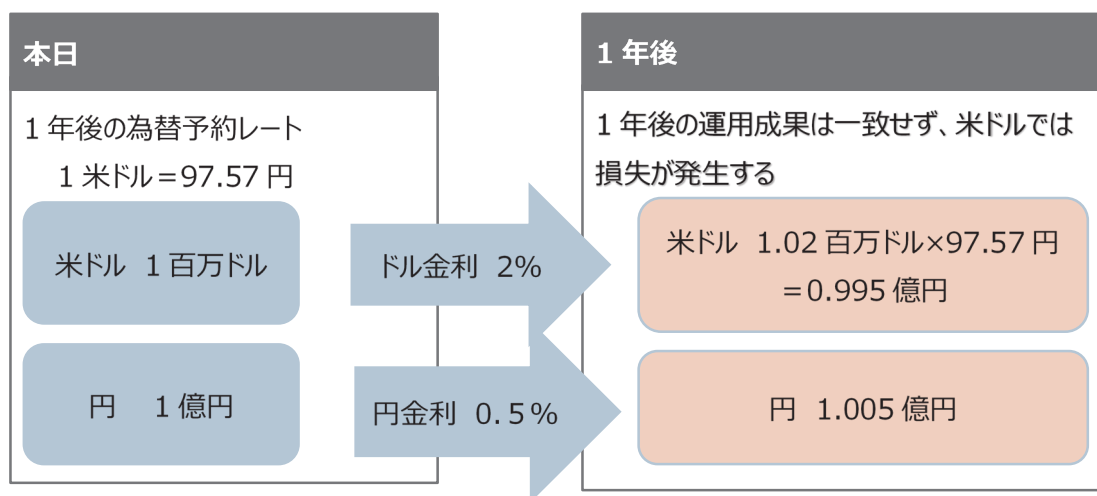 本日
1年後の為替予約レート
1米ドル=97.57円
米ドル 1百万ドル
円 1億円
ドル金利 2%
円金利 0.5%
1年後
1年後の運用成果は一致せず、米ドルでは
損失が発生する
米ドル 1.02百万ドル×97.57円
=0.995億円
円 1.005億円